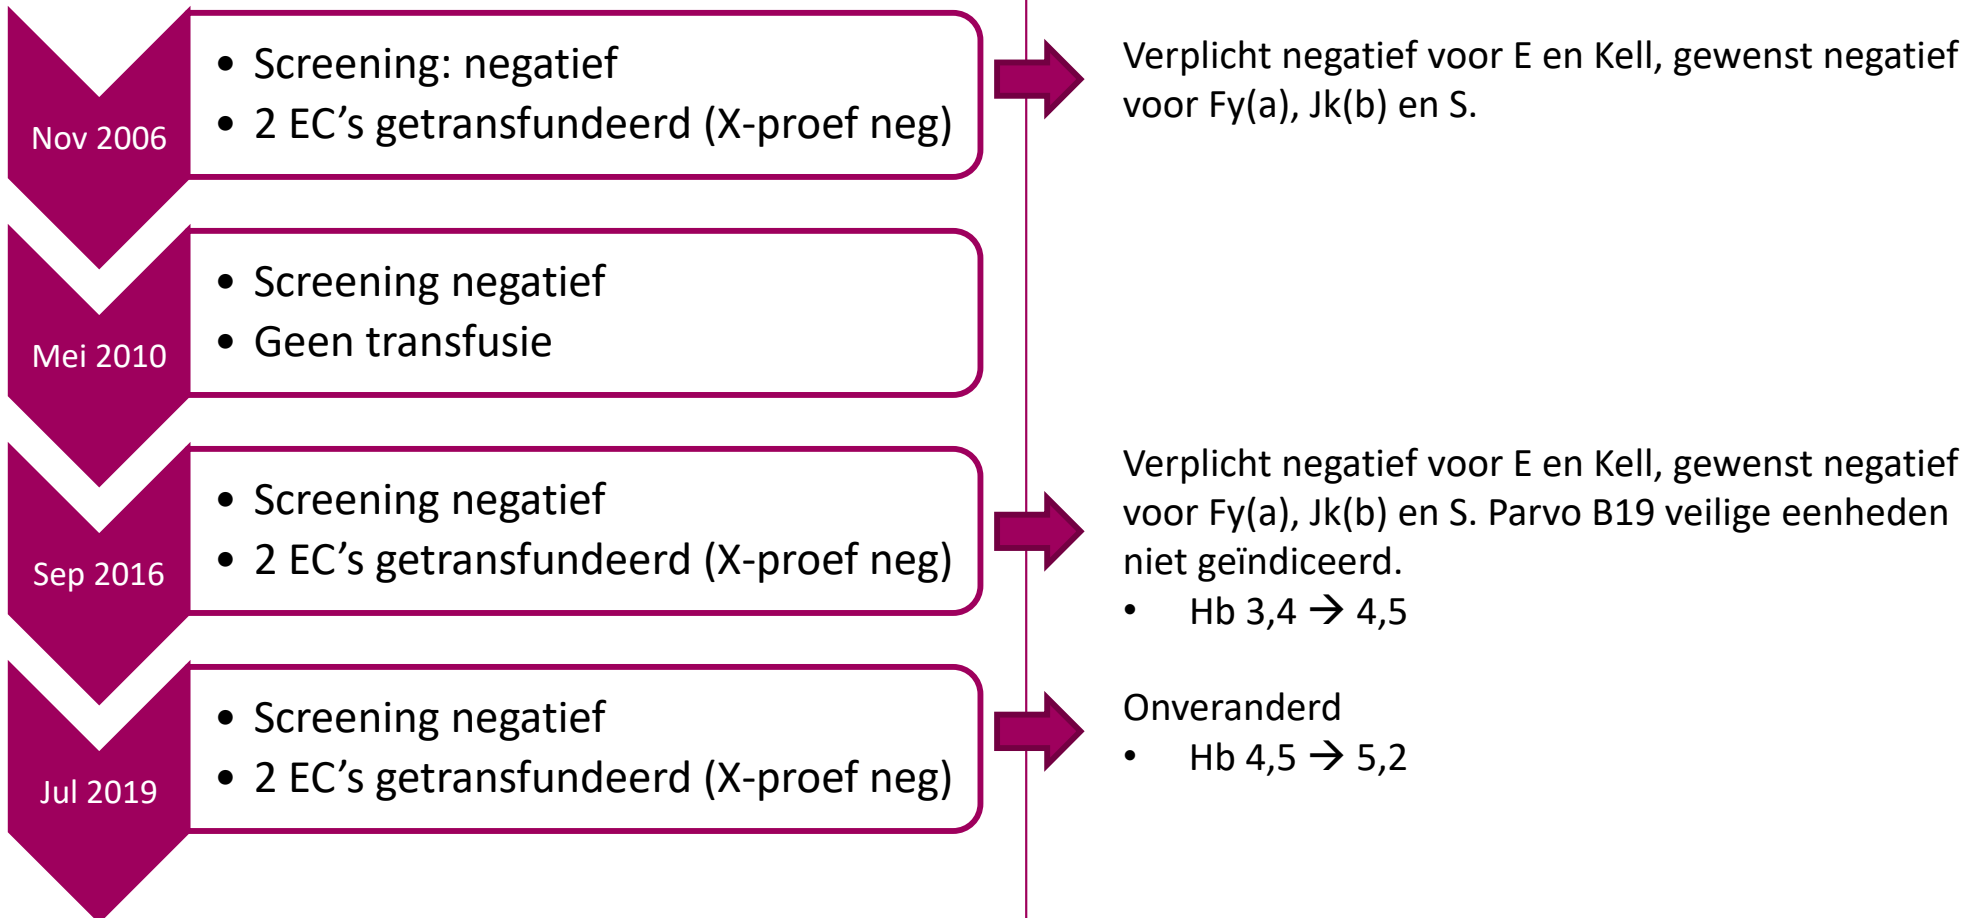 Nov 2006
• Screening: negatief
• 2 EC’s getransfundeerd (X-proef neg)
Verplicht negatief voor E en Kell, gewenst negatief
voor Fy(a), Jk(b) en S.
Mei 2010
• Screening negatief
• Geen transfusie
Sep 2016
• Screening negatief
• 2 EC’s getransfundeerd (X-proef neg)
Verplicht negatief voor E en Kell, gewenst negatief
voor Fy(a), Jk(b) en S. Parvo B19 veilige eenheden
niet geïndiceerd.
• Hb 3,4 → 4,5
Jul 2019
• Screening negatief
• 2 EC’s getransfundeerd (X-proef neg)
Onveranderd
• Hb 4,5 → 5,2